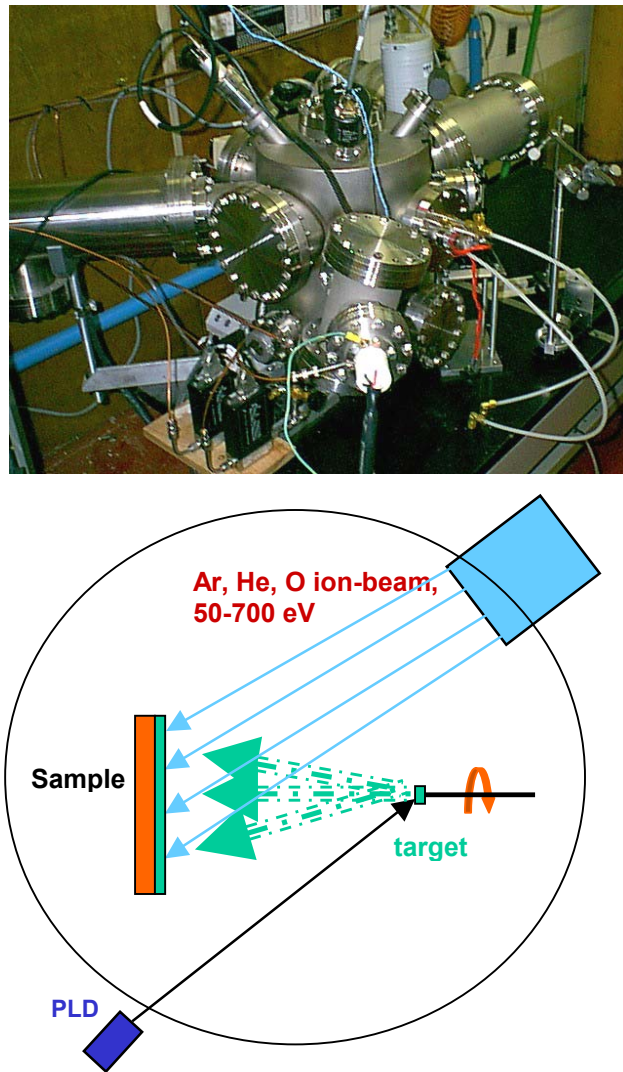 Ar, He, O ion-beam,
50-700 eV
Sample
target
PLD